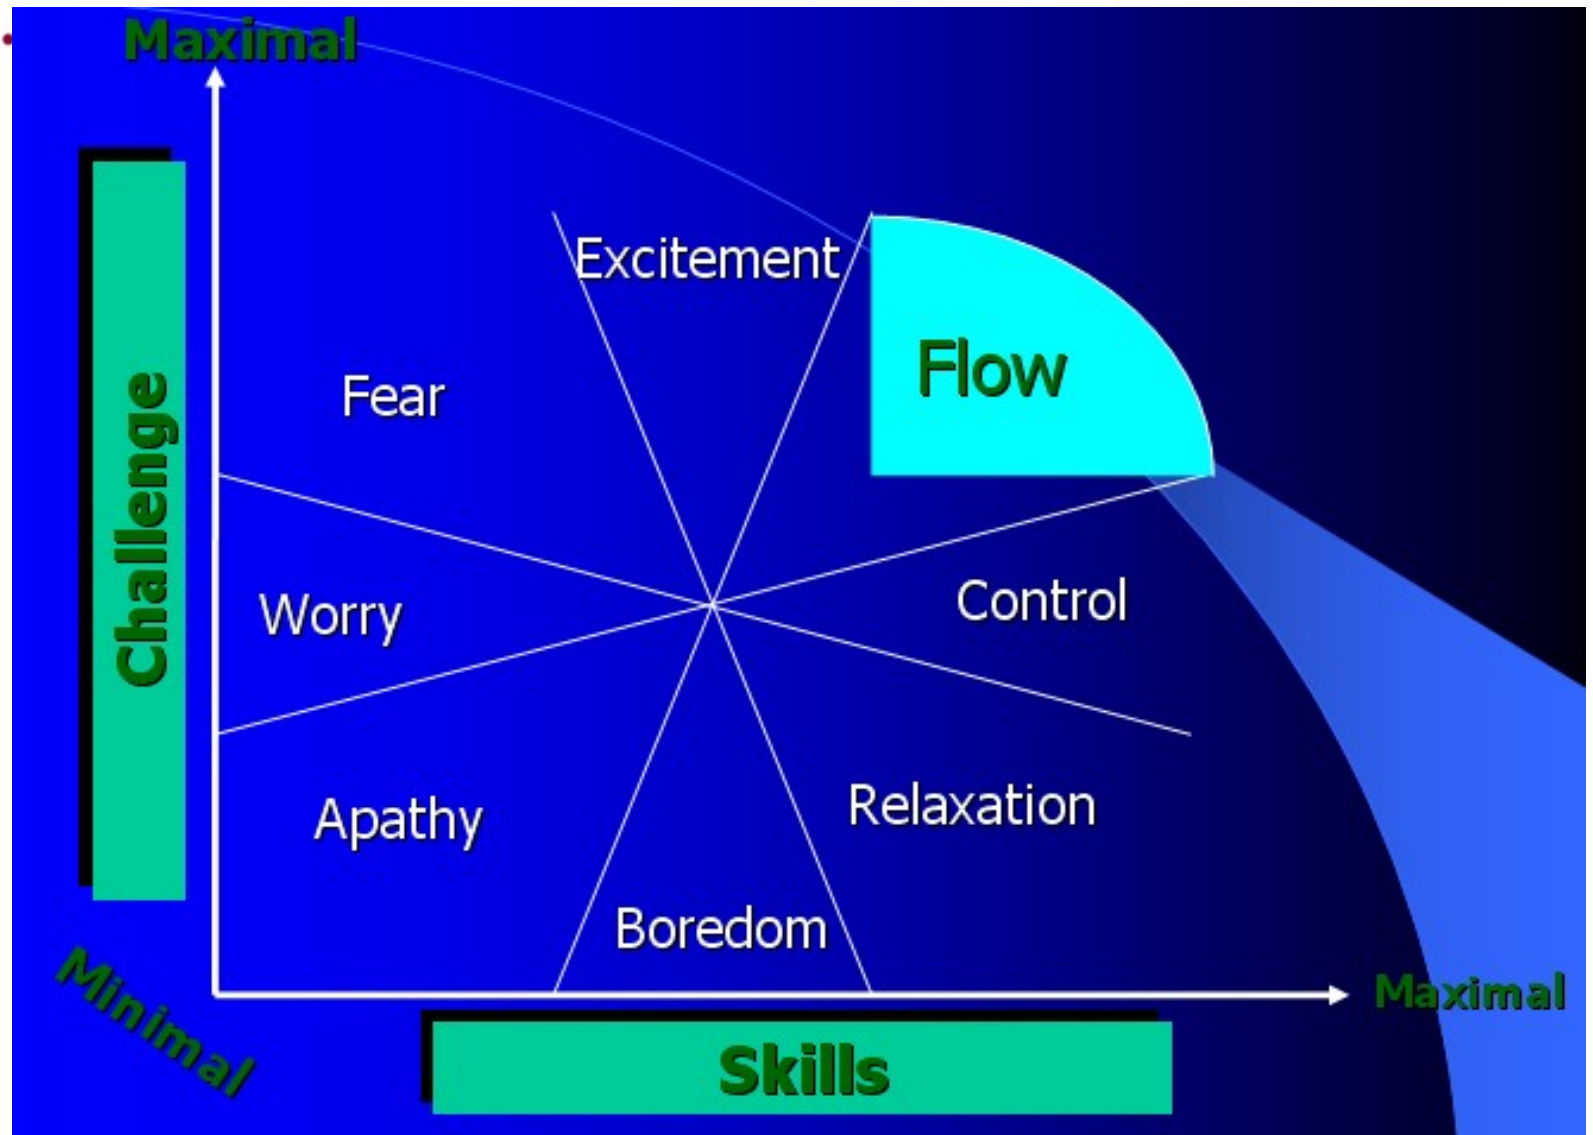 Maximal
Excitement
Flow
Fear
Challenge
Worry
Control
Apathy
Relaxation
Boredom
Minimal
Maximal
Skills